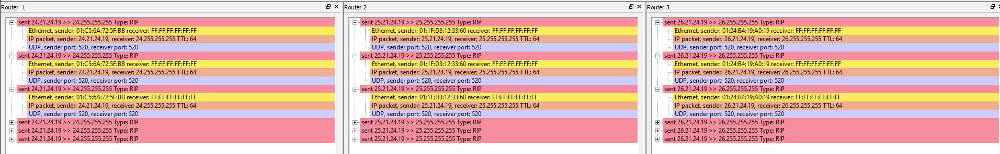 Router 1
sent 24.21.24.19 >> 24.255.255.255 Type: RIP
Ethernet, sender: 01:C5:6A:72:5F:BB receiver: FF:FF:FF:FF:FF:FF
IP packet, sender: 24.21.24.19, receiver: 24.255.255.255 TTL: 64
UDP, sender port: 520, receiver port: 520
sent 24.21.24.19 >> 24.255.255.255 Type: RIP
Ethernet, sender: 01:C5:6A:72:5F:BB receiver: FF:FF:FF:FF:FF:FF
IP packet, sender: 24.21.24.19, receiver: 24.255.255.255 TTL: 64
UDP, sender port: 520, receiver port: 520
sent 24.21.24.19 >> 24.255.255.255 Type: RIP
Ethernet, sender: 01:C5:6A:72:5F:BB receiver: FF:FF:FF:FF:FF:FF
IP packet, sender: 24.21.24.19, receiver: 24.255.255.255 TTL: 64
UDP, sender port: 520, receiver port: 520
sent 24.21.24.19 >> 24.255.255.255 Type: RIP
sent 24.21.24.19 >> 24.255.255.255 Type: RIP
sent 24.21.24.19 >> 24.255.255.255 Type: RIP
Router 2
sent 25.21.24.19 >> 25.255.255.255 Type: RIP
Ethernet, sender: 01:1F:D3:12:33:60 receiver: FF:FF:FF:FF:FF:FF
IP packet, sender: 25.21.24.19, receiver: 25.255.255.255 TTL: 64
UDP, sender port: 520, receiver port: 520
sent 25.21.24.19 >> 25.255.255.255 Type: RIP
Ethernet, sender: 01:1F:D3:12:33:60 receiver: FF:FF:FF:FF:FF:FF
IP packet, sender: 25.21.24.19, receiver: 25.255.255.255 TTL: 64
UDP, sender port: 520, receiver port: 520
sent 25.21.24.19 >> 25.255.255.255 Type: RIP
Ethernet, sender: 01:1F:D3:12:33:60 receiver: FF:FF:FF:FF:FF:FF
IP packet, sender: 25.21.24.19, receiver: 25.255.255.255 TTL: 64
UDP, sender port: 520, receiver port: 520
sent 25.21.24.19 >> 25.255.255.255 Type: RIP
sent 25.21.24.19 >> 25.255.255.255 Type: RIP
sent 25.21.24.19 >> 25.255.255.255 Type: RIP
Router 3
sent 26.21.24.19 >> 26.255.255.255 Type: RIP
Ethernet, sender: 01:24:B4:19:A0:19 receiver: FF:FF:FF:FF:FF:FF
IP packet, sender: 26.21.24.19, receiver: 26.255.255.255 TTL: 64
UDP, sender port: 520, receiver port: 520
sent 26.21.24.19 >> 26.255.255.255 Type: RIP
Ethernet, sender: 01:24:B4:19:A0:19 receiver: FF:FF:FF:FF:FF:FF
IP packet, sender: 26.21.24.19, receiver: 26.255.255.255 TTL: 64
UDP, sender port: 520, receiver port: 520
sent 26.21.24.19 >> 26.255.255.255 Type: RIP
Ethernet, sender: 01:24:B4:19:A0:19 receiver: FF:FF:FF:FF:FF:FF
IP packet, sender: 26.21.24.19, receiver: 26.255.255.255 TTL: 64
UDP, sender port: 520, receiver port: 520
sent 26.21.24.19 >> 26.255.255.255 Type: RIP
sent 26.21.24.19 >> 26.255.255.255 Type: RIP
sent 26.21.24.19 >> 26.255.255.255 Type: RIP